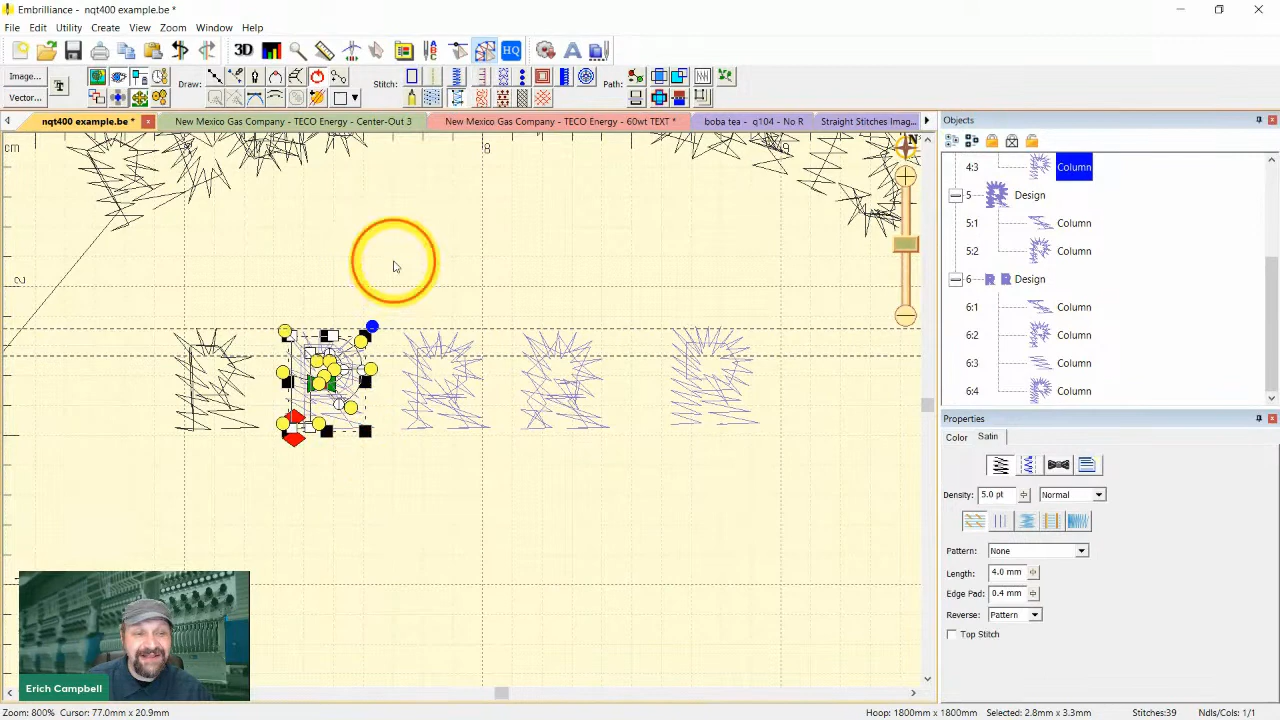 Embrilliance - nqt400 example.be *
File Edit Utility Create View Zoom Window Help
3D ABC HQ A
Image... T Draw: Stitch: Path:
Vector...
nqt400 example.be * New Mexico Gas Company - TECO Energy - Center-Out 3 New Mexico Gas Company - TECO Energy - 60wt TEXT * boba tea - q104 - No R Straight Stitches Imag...
Objects
cm 7 8 9 N
2
4:3 Column
5 Design
5:1 Column
5:2 Column
6 Design
6:1 Column
6:2 Column
6:3 Column
6:4 Column
Properties
Color Satin
Density: 5.0 pt Normal
Pattern: None
Length: 4.0 mm
Edge Pad: 0.4 mm
Reverse: Pattern
Top Stitch
Erich Campbell
Zoom: 800% Cursor: 77.0mm x 20.9mm Hoop: 1800mm x 1800mm Selected: 2.8mm x 3.3mm Stitches:39 Ndls/Cols: 1/1